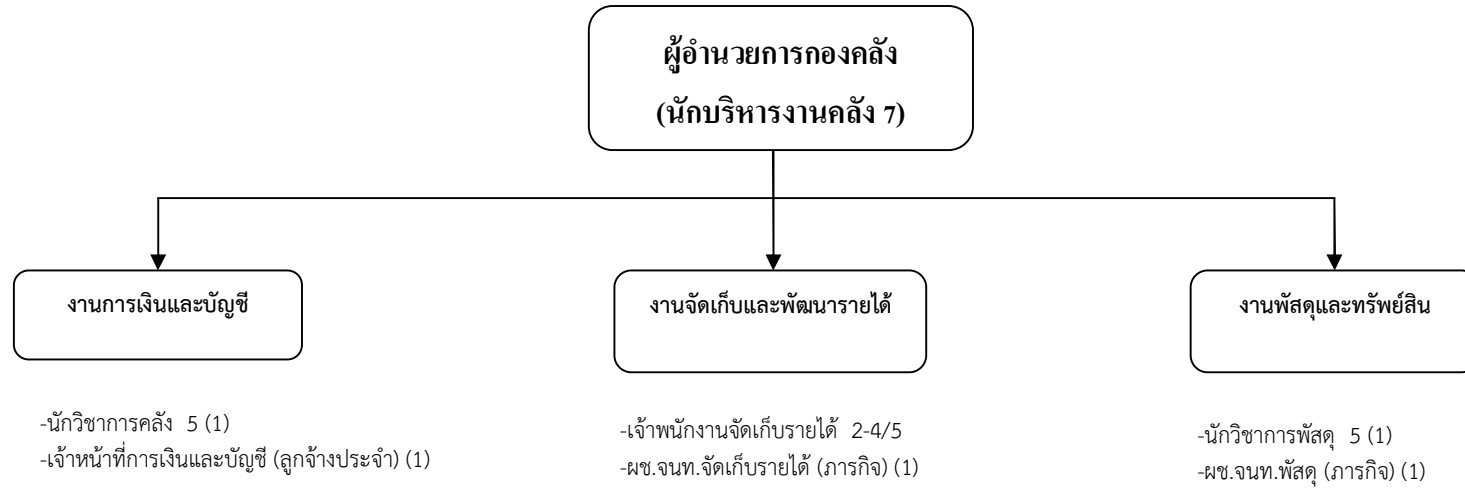 ผู้อำนวยการกองคลัง
(นักบริหารงานคลัง 7)
งานการเงินและบัญชี
งานจัดเก็บและพัฒนารายได้
งานพัสดุและทรัพย์สิน
-นักวิชาการคลัง 5 (1)
-เจ้าหน้าที่การเงินและบัญชี (ลูกจ้างประจำ) (1)
-เจ้าพนักงานจัดเก็บรายได้ 2-4/5
-ผช.จนท.จัดเก็บรายได้ (ภารกิจ) (1)
-นักวิชาการพัสดุ 5 (1)
-ผช.จนท.พัสดุ (ภารกิจ) (1)